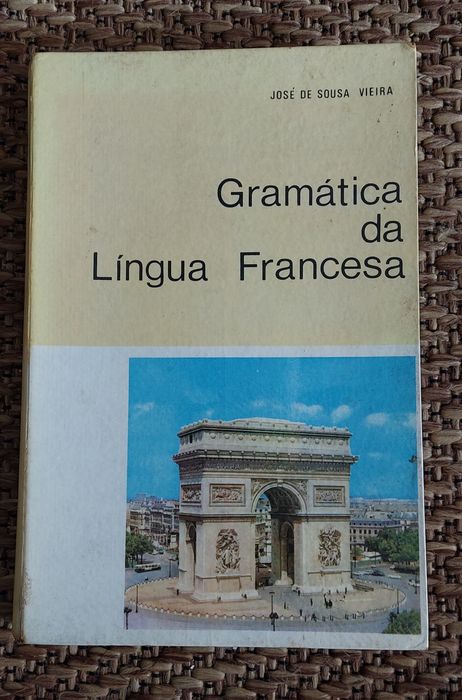 JOSÉ DE SOUSA VIEIRA
Gramática
da
Língua Francesa